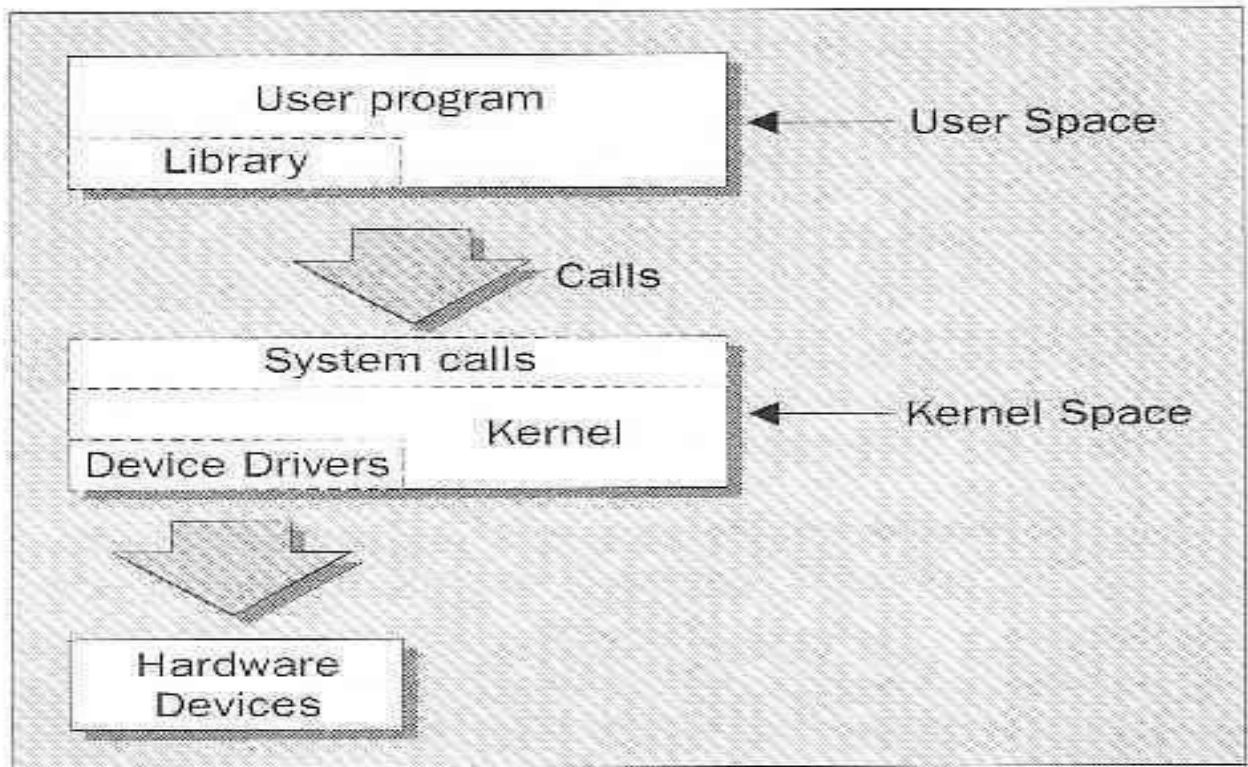 User program
Library
User Space
Calls
System calls
Kernel
Device Drivers
Kernel Space
Hardware
Devices